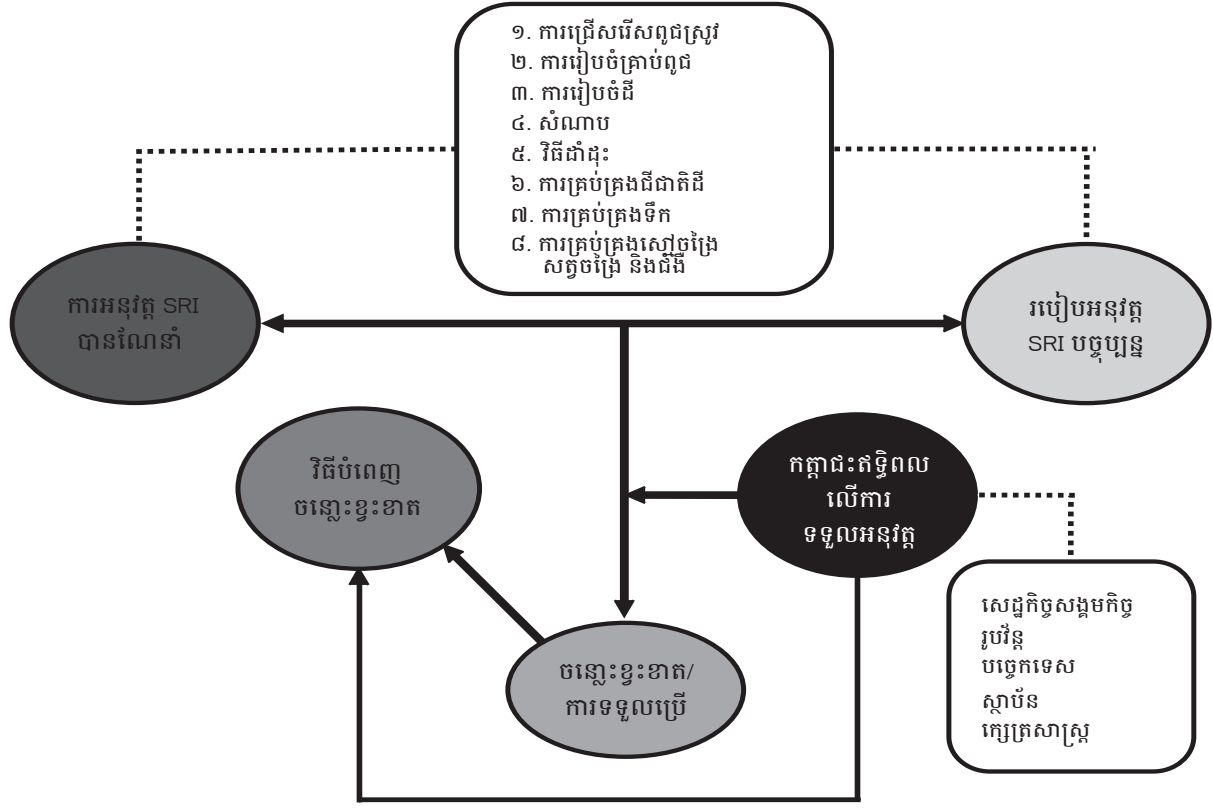 ១. ការជ្រើសរើសពូជស្រូវ
២. ការរៀបចំគ្រាប់ពូជ
៣. ការរៀបចំដី
៤. សំណាប
៥. វិធីដាំដុះ
៦. ការគ្រប់គ្រងជីជាតិដី
៧. ការគ្រប់គ្រងទឹក
៨. ការគ្រប់គ្រងស្មៅចង្រៃ
សត្វចង្រៃ និងជំងឺ
ការអនុវត្ត SRI
បានណែនាំ
របៀបអនុវត្ត
SRI បច្ចុប្បន្ន
វិធីបំពេញ
ចន្លោះខ្វះខាត
កត្តាជះឥទ្ធិពល
លើការ
ទទួលអនុវត្ត
ចន្លោះខ្វះខាត/
ការទទួលប្រើ
សេដ្ឋកិច្ចសង្គមកិច្ច
រូបវ័ន្ត
បច្ចេកទេស
ស្ថាប័ន
ក្សេត្រសាស្ត្រ